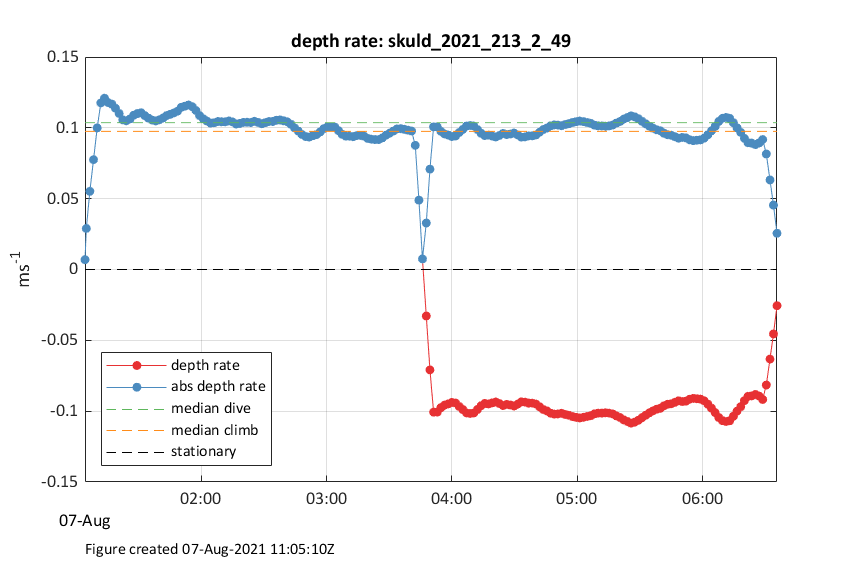 depth rate: skuld_2021_213_2_49
0.15
0.1
0.05
0
-0.05
-0.1
-0.15
ms-1
depth rate
abs depth rate
median dive
median climb
stationary
02:00 03:00 04:00 05:00 06:00
07-Aug
Figure created 07-Aug-2021 11:05:10Z